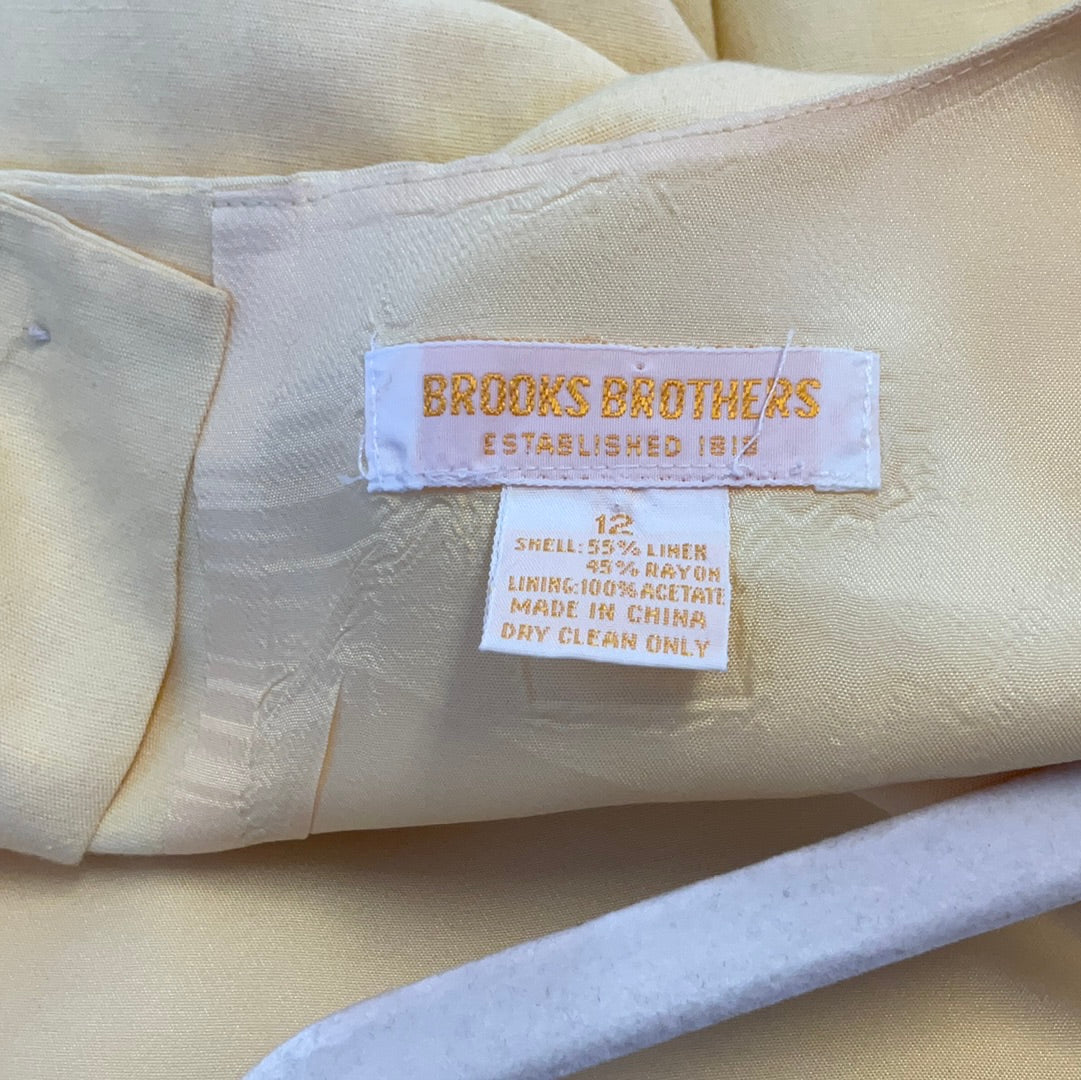 BROOKS BROTHERS
ESTABLISHED 1818
12
SHELL:55% LINEN
45% RAYON
LINING:100% ACETATE
MADE IN CHINA
DRY CLEAN ONLY